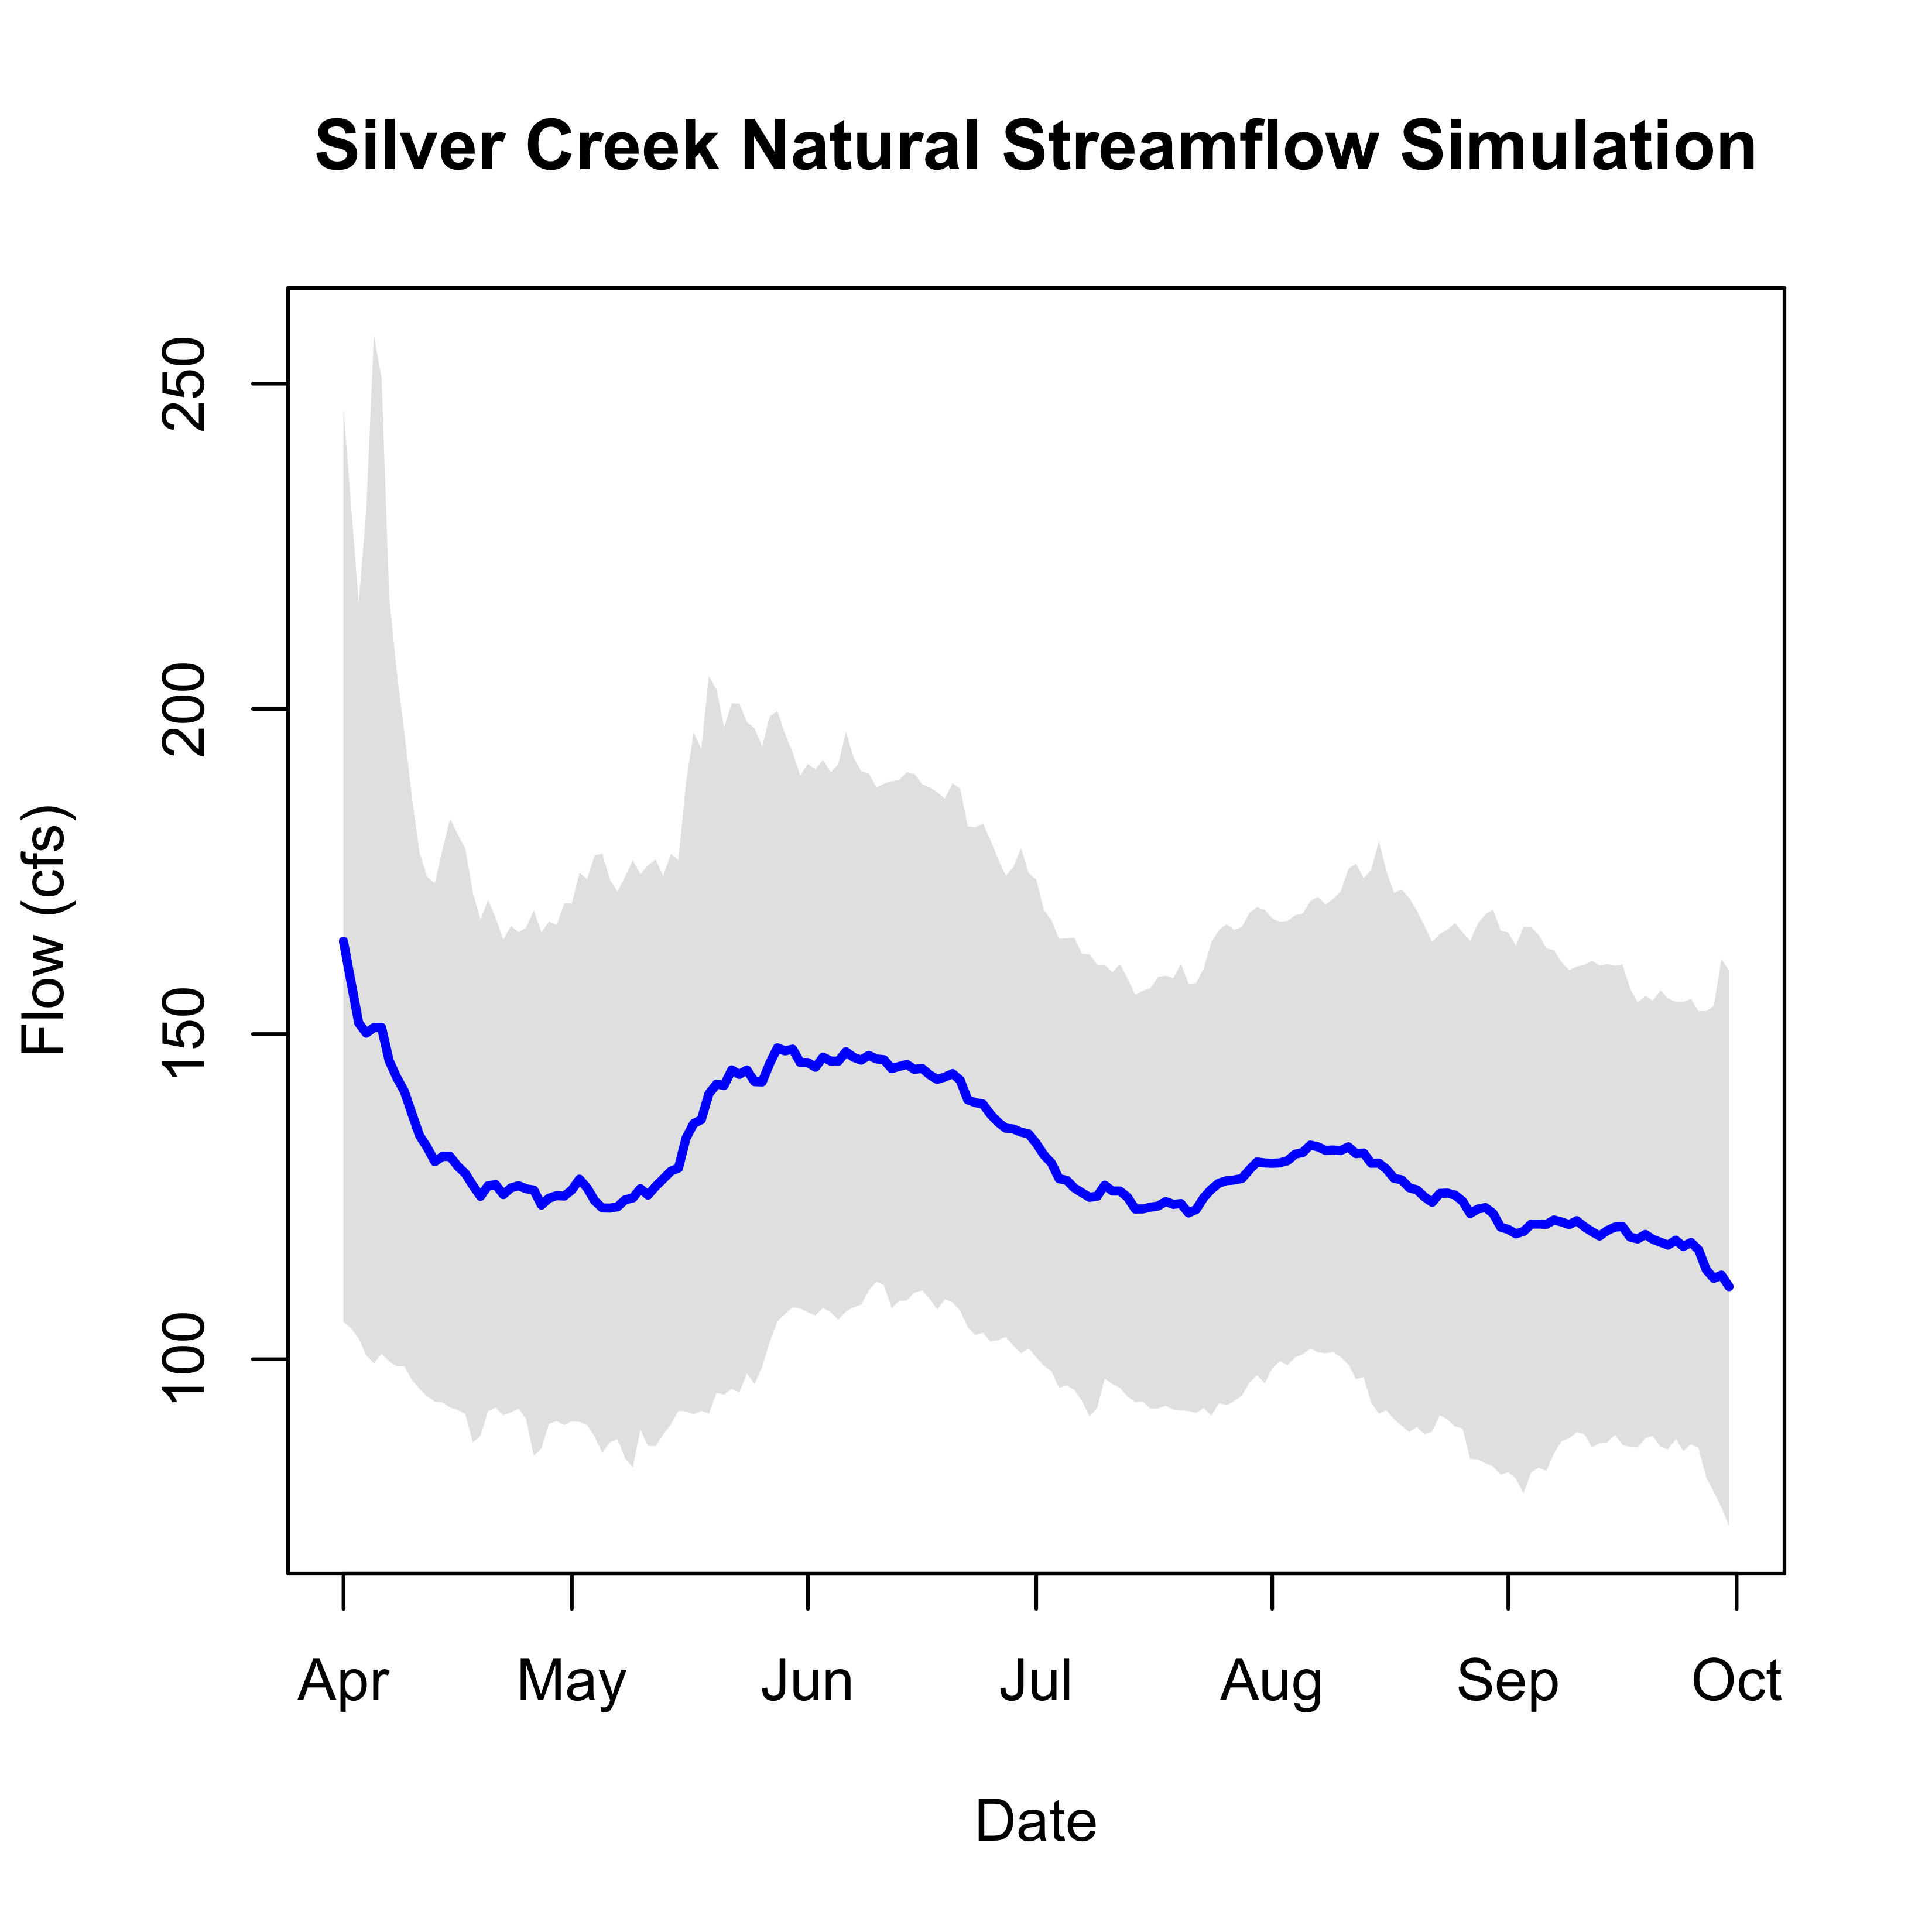 Silver Creek Natural Streamflow Simulation
Flow (cfs)
250
200
150
100
Apr May Jun Jul Aug Sep Oct
Date